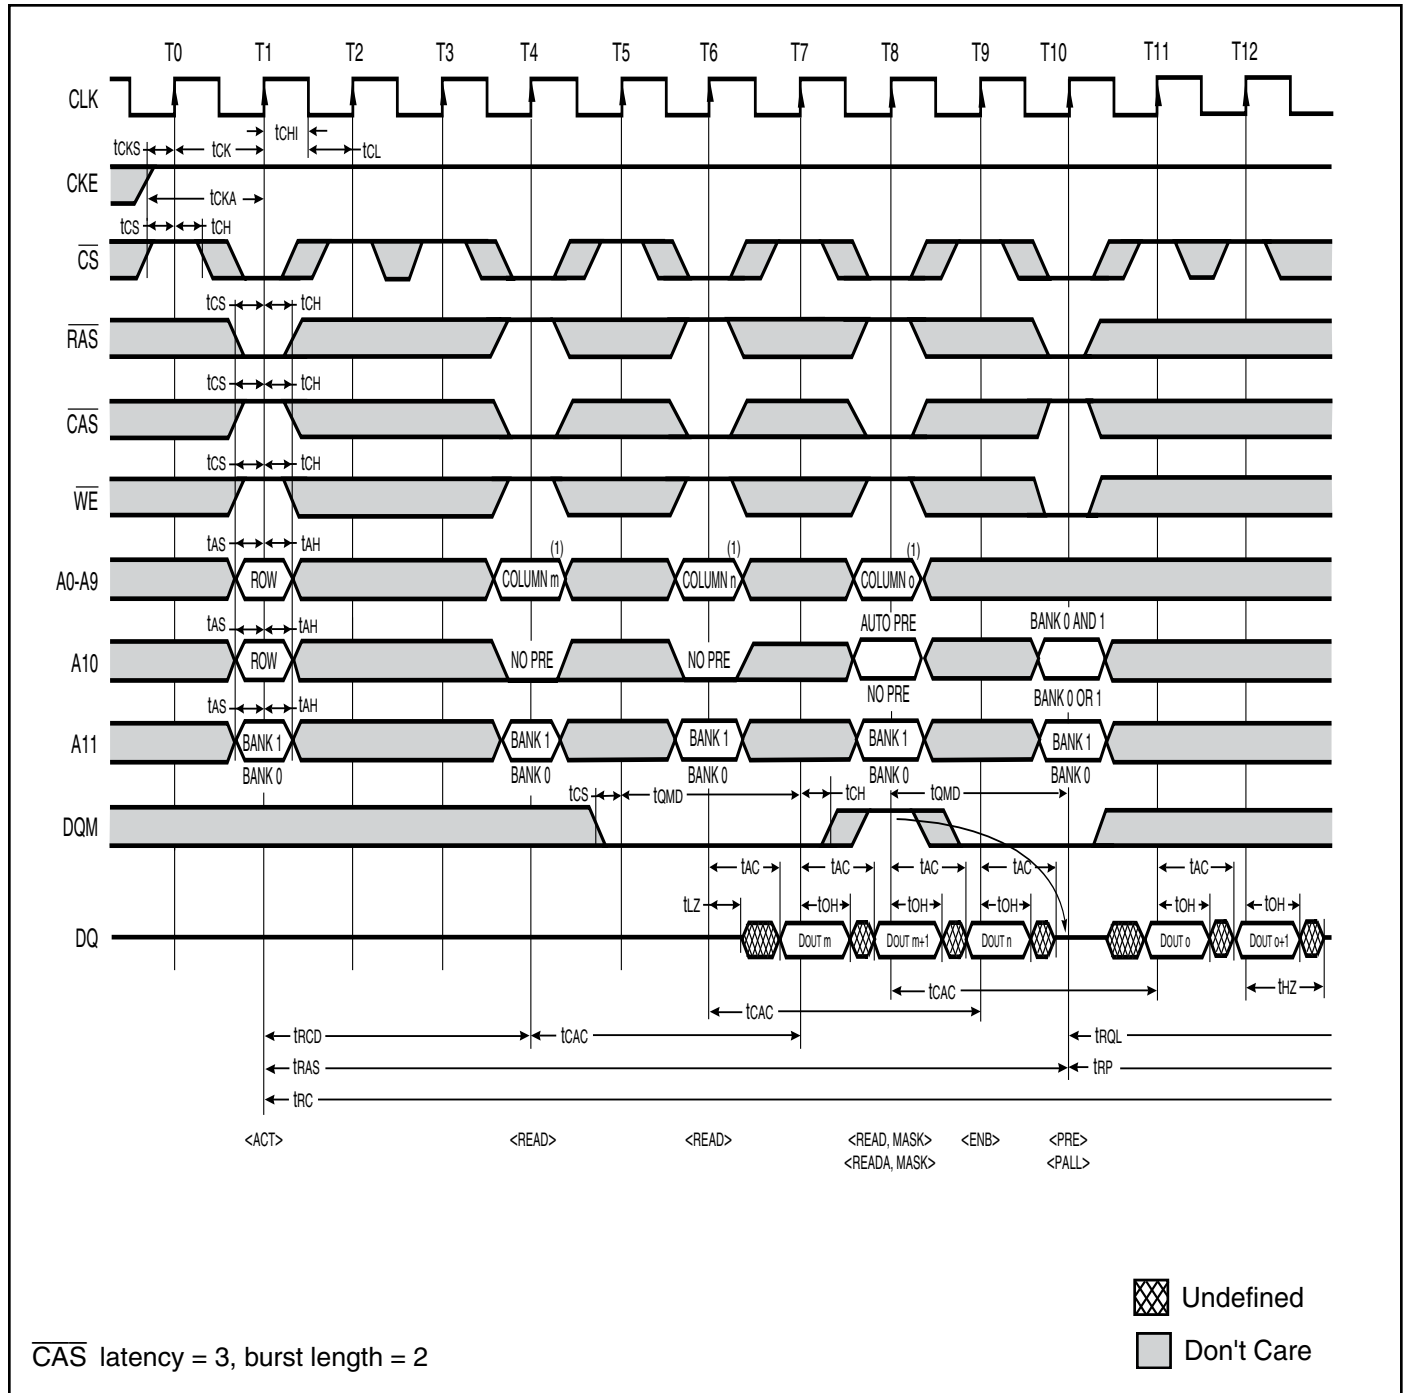 T0 T1 T2 T3 T4 T5 T6 T7 T8 T9 T10 T11 T12
CLK
tCHI
tCKS tCK tCL
CKE
tCKA
tCS tCH
CS
tCS tCH
RAS
tCS tCH
CAS
tCS tCH
WE
tAS tAH (1) (1) (1)
A0-A9 ROW COLUMN m COLUMN n COLUMN o
tAS tAH AUTO PRE BANK 0 AND 1
A10 ROW NO PRE NO PRE
NO PRE BANK 0 OR 1
tAS tAH
A11 BANK 1 BANK 1 BANK 1 BANK 1 BANK 1
BANK 0 BANK 0 BANK 0 BANK 0 BANK 0
tCS tQMD tCH tQMD
DQM
tAC tAC tAC tAC tAC
tLZ tOH tOH tOH tOH tOH
DQ DOUT m DOUT m+1 DOUT n DOUT o DOUT o+1
tCAC tHZ
tCAC
tRCD tCAC tRQL
tRAS tRP
tRC
<ACT> <READ> <READ> <READ, MASK> <ENB> <PRE>
<READA, MASK> <PALL>
Undefined
Don't Care
CAS latency = 3, burst length = 2